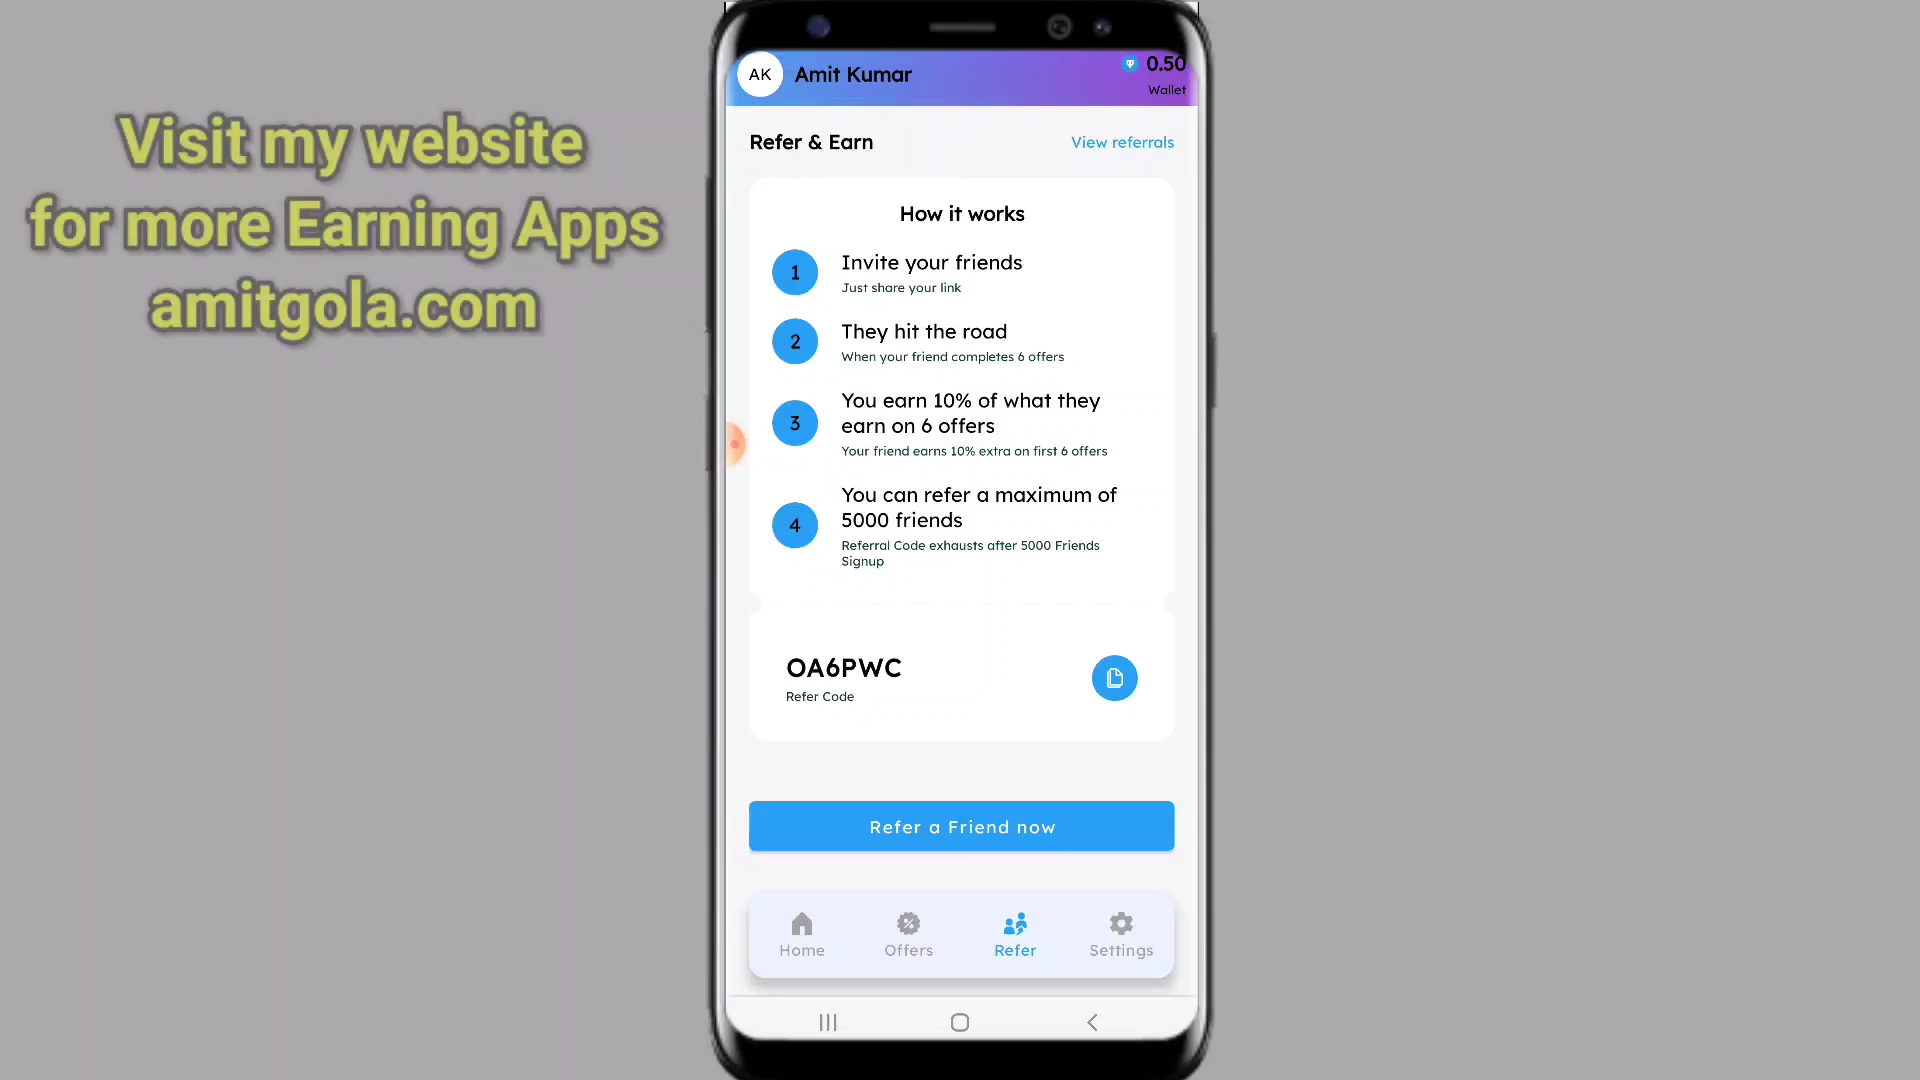 Visit my website
for more Earning Apps
amitgola.com
AK
Amit Kumar
0.50
Wallet
Refer & Earn
View referrals
How it works
1
Invite your friends
Just share your link
2
They hit the road
When your friend completes 6 offers
3
You earn 10% of what they
earn on 6 offers
Your friend earns 10% extra on first 6 offers
4
You can refer a maximum of
5000 friends
Referral Code exhausts after 5000 Friends
Signup
OA6PWC
Refer Code
Refer a Friend now
Home
Offers
Refer
Settings